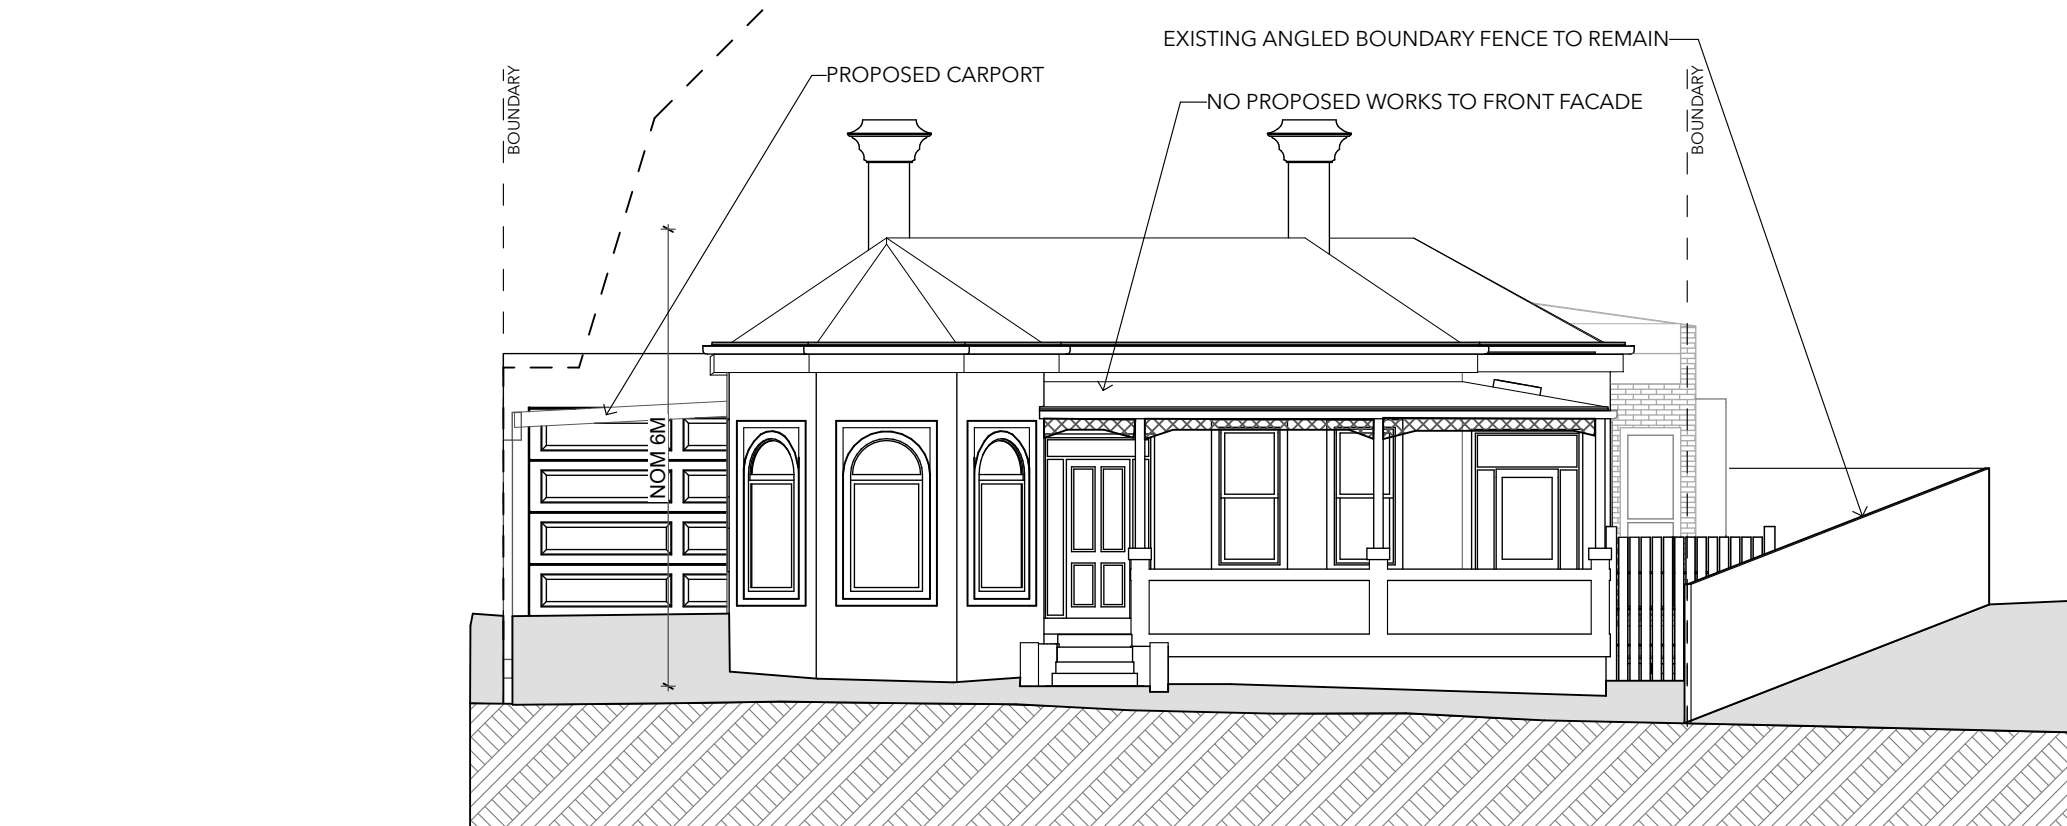 EXISTING ANGLED BOUNDARY FENCE TO REMAIN
PROPOSED CARPORT
NO PROPOSED WORKS TO FRONT FACADE
BOUNDARY
BOUNDARY
NOM 6M